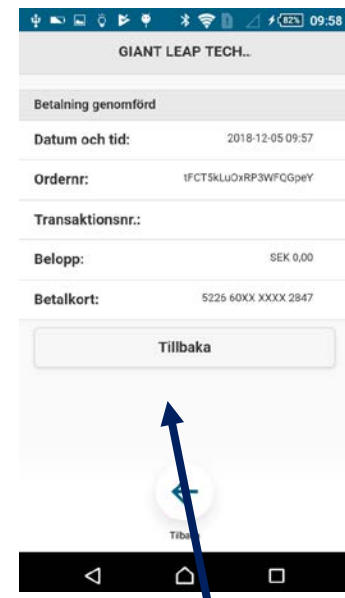 82% 09:58
GIANT LEAP TECH..
Betalning genomförd
Datum och tid: 2018-12-05 09:57
Ordernr: tFCT5kLuOxRP3WFQGpeY
Transaktionsnr.:
Belopp: SEK 0,00
Betalkort: 5226 60XX XXXX 2847
Tillbaka